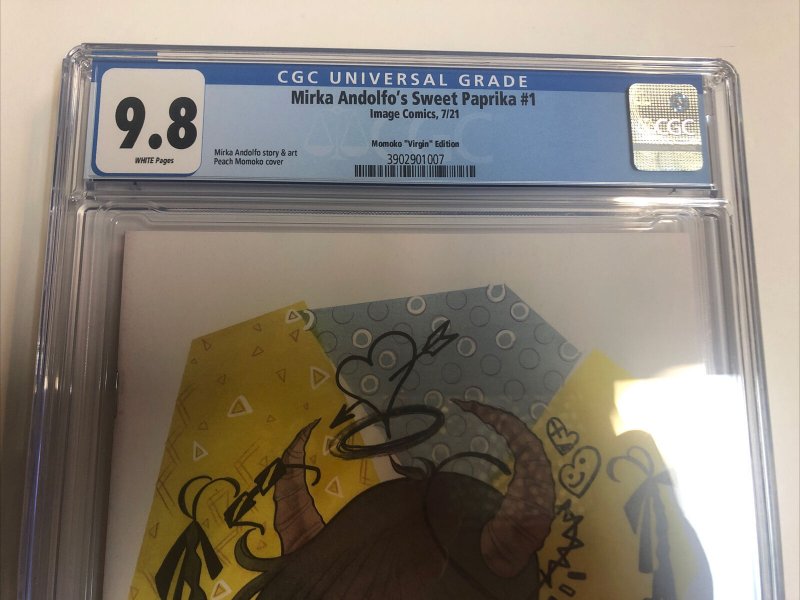 CGC UNIVERSAL GRADE
9.8
WHITE Pages
Mirka Andolfo's Sweet Paprika #1
Image Comics, 7/21
Mirka Andolfo story & art
Peach Momoko cover
Momoko "Virgin" Edition
3902901007
CGC